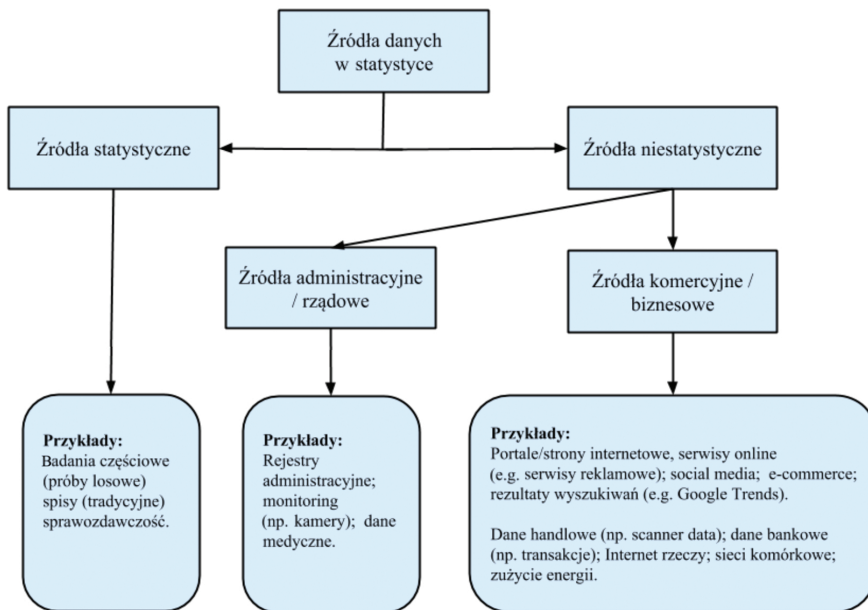 Źródła danych
w statystyce
Źródła statystyczne
Źródła niestatystyczne
Źródła administracyjne
/ rządowe
Źródła komercyjne /
biznesowe
Przykłady:
Badania częściowe
(próby losowe)
spisy (tradycyjne)
sprawozdawczość.
Przykłady:
Rejestry
administracyjne;
monitoring
(np. kamery); dane
medyczne.
Przykłady:
Portale/strony internetowe, serwisy online
(e.g. serwisy reklamowe); social media; e-commerce;
rezultaty wyszukiwań (e.g. Google Trends).
Dane handlowe (np. scanner data); dane bankowe
(np. transakcje); Internet rzeczy; sieci komórkowe;
zużycie energii.